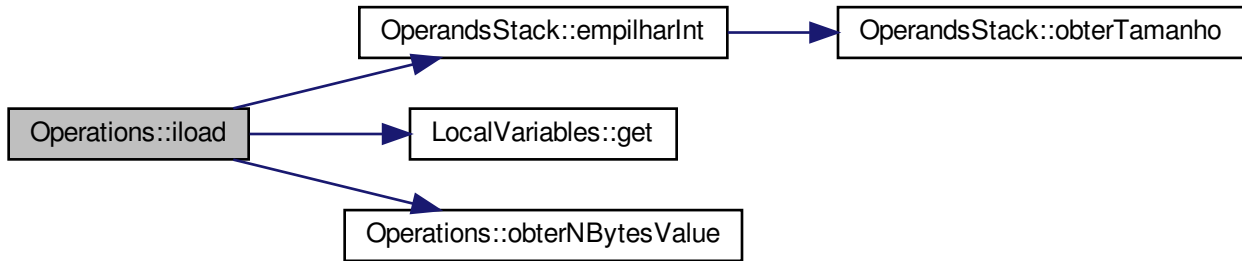 OperandsStack::empilharInt
OperandsStack::obterTamanho
Operations::iload
LocalVariables::get
Operations::obterNBytesValue